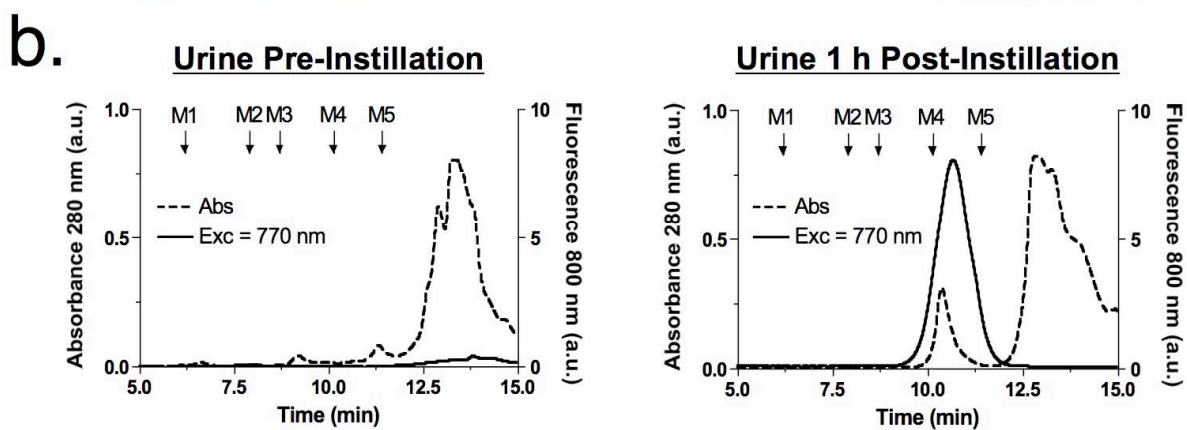 b.
Urine Pre-Instillation
Absorbance 280 nm (a.u.)
1.0
0.5
0.0
M1 M2 M3 M4 M5
Abs
Exc = 770 nm
10
5
0
Fluorescence 800 nm (a.u.)
5.0 7.5 10.0 12.5 15.0
Time (min)
Urine 1 h Post-Instillation
Absorbance 280 nm (a.u.)
1.0
0.5
0.0
M1 M2 M3 M4 M5
Abs
Exc = 770 nm
10
5
0
Fluorescence 800 nm (a.u.)
5.0 7.5 10.0 12.5 15.0
Time (min)